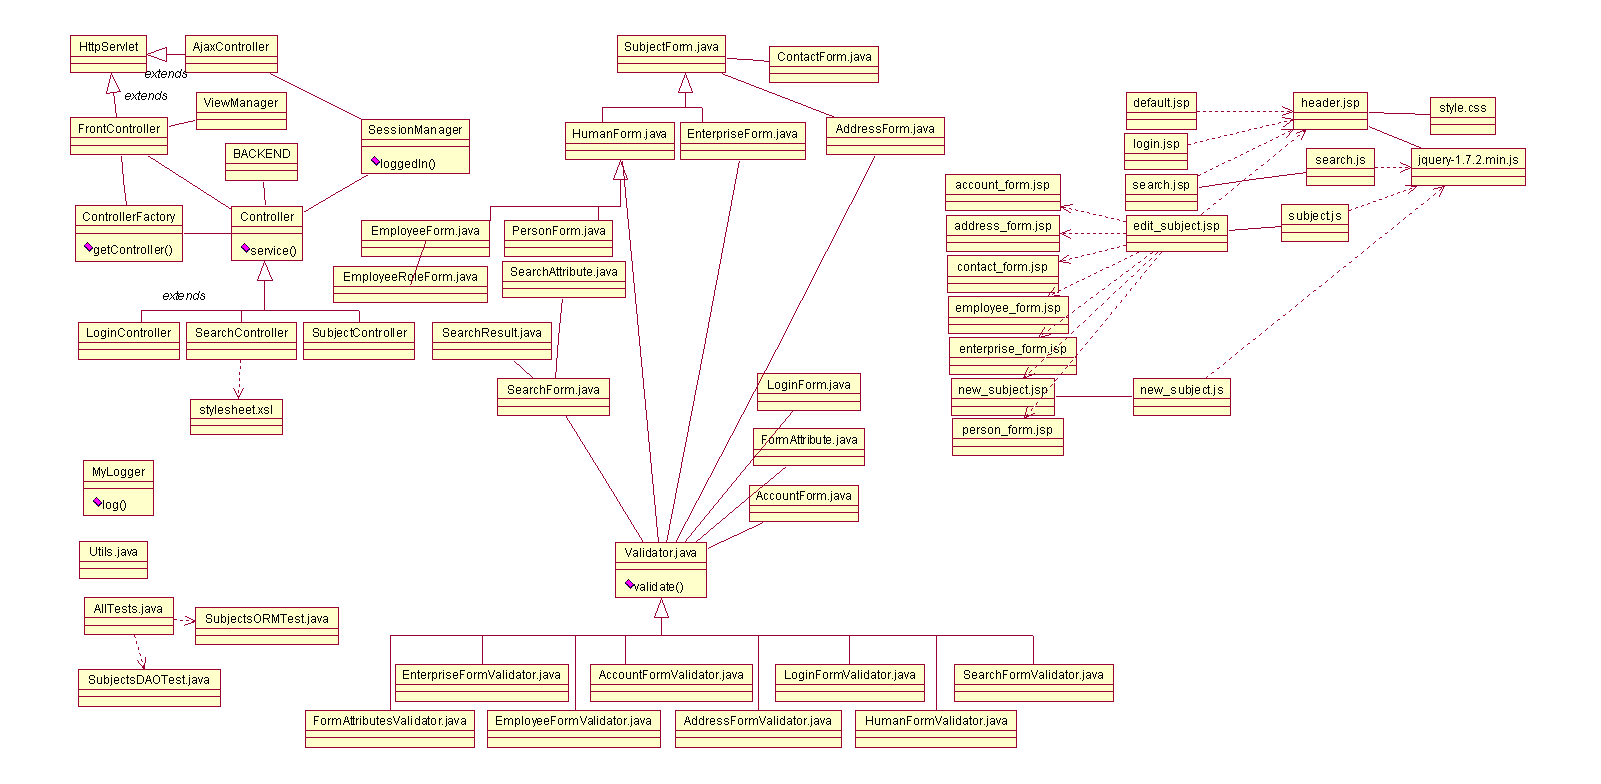 HttpServlet
AjaxController
extends
extends
ViewManager
FrontController
SessionManager
loggedIn()
BACKEND
ControllerFactory
getController()
Controller
service()
extends
LoginController
SearchController
SubjectController
stylesheet.xsl
MyLogger
log()
Utils.java
AllTests.java
SubjectsORMTest.java
SubjectsDAOTest.java
SubjectForm.java
ContactForm.java
HumanForm.java
EnterpriseForm.java
AddressForm.java
EmployeeForm.java
PersonForm.java
EmployeeRoleForm.java
SearchAttribute.java
SearchResult.java
SearchForm.java
LoginForm.java
FormAttribute.java
AccountForm.java
Validator.java
validate()
EnterpriseFormValidator.java
AccountFormValidator.java
LoginFormValidator.java
SearchFormValidator.java
FormAttributesValidator.java
EmployeeFormValidator.java
AddressFormValidator.java
HumanFormValidator.java
default.jsp
header.jsp
style.css
login.jsp
search.js
jquery-1.7.2.min.js
account_form.jsp
search.jsp
address_form.jsp
edit_subject.jsp
subject.js
contact_form.jsp
employee_form.jsp
enterprise_form.jsp
new_subject.jsp
new_subject.js
person_form.jsp